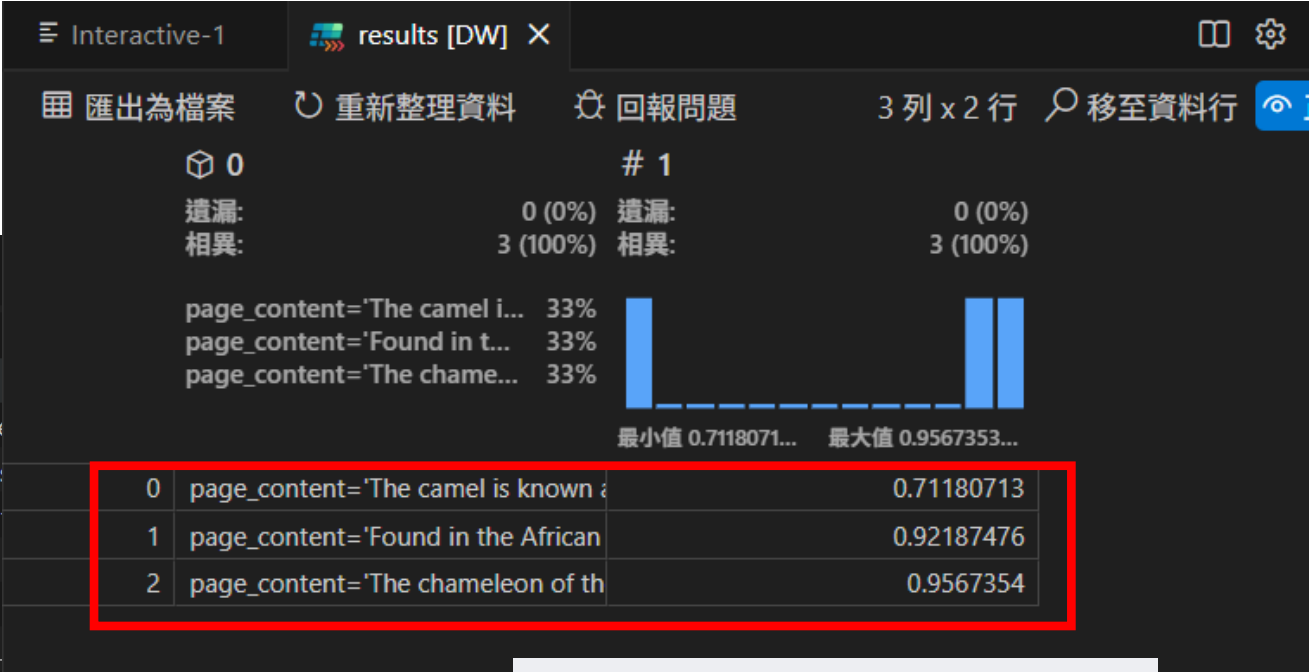 Interactive-1 results [DW]
匯出為檔案 重新整理資料 回報問題 3 列 x 2 行 移至資料行
0 # 1
遺漏: 0 (0%) 遺漏: 0 (0%)
相異: 3 (100%) 相異: 3 (100%)
page_content='The camel i... 33%
page_content='Found in t... 33%
page_content='The chame... 33%
最小值 0.7118071... 最大值 0.9567353...
0 page_content='The camel is known 0.71180713
1 page_content='Found in the African 0.92187476
2 page_content='The chameleon of th 0.9567354